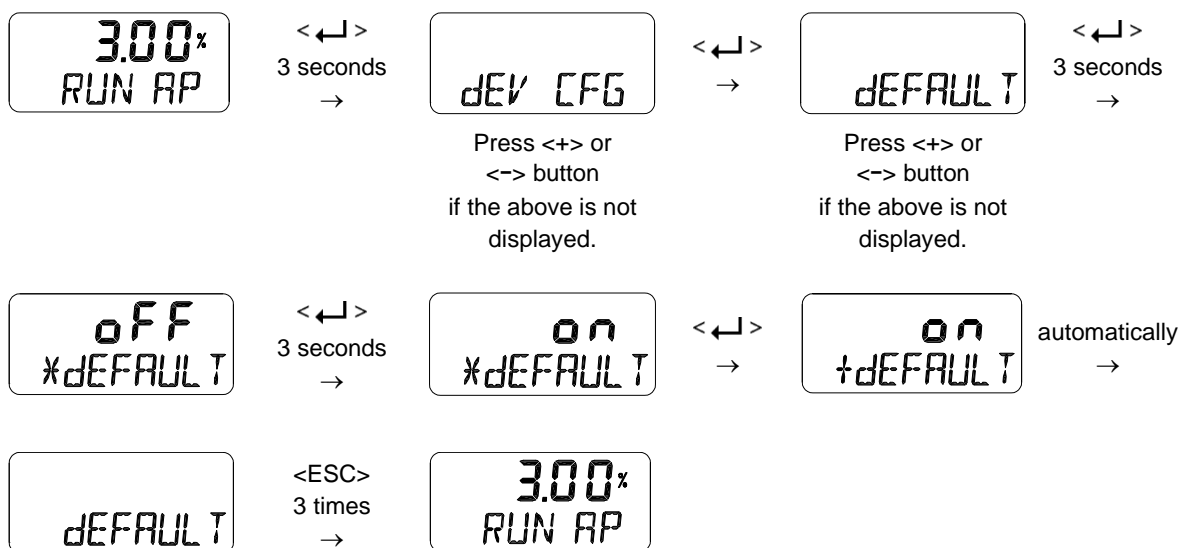 3.00%
RUN AP
<↵>
3 seconds
→
dEV CFG
Press <+> or
<−> button
if the above is not
displayed.
<↵>
→
dEFAULT
Press <+> or
<−> button
if the above is not
displayed.
<↵>
3 seconds
→
oFF
*dEFAULT
<↵>
3 seconds
→
on
*dEFAULT
<↵>
→
on
+dEFAULT
automatically
→
dEFAULT
<ESC>
3 times
→
3.00%
RUN AP